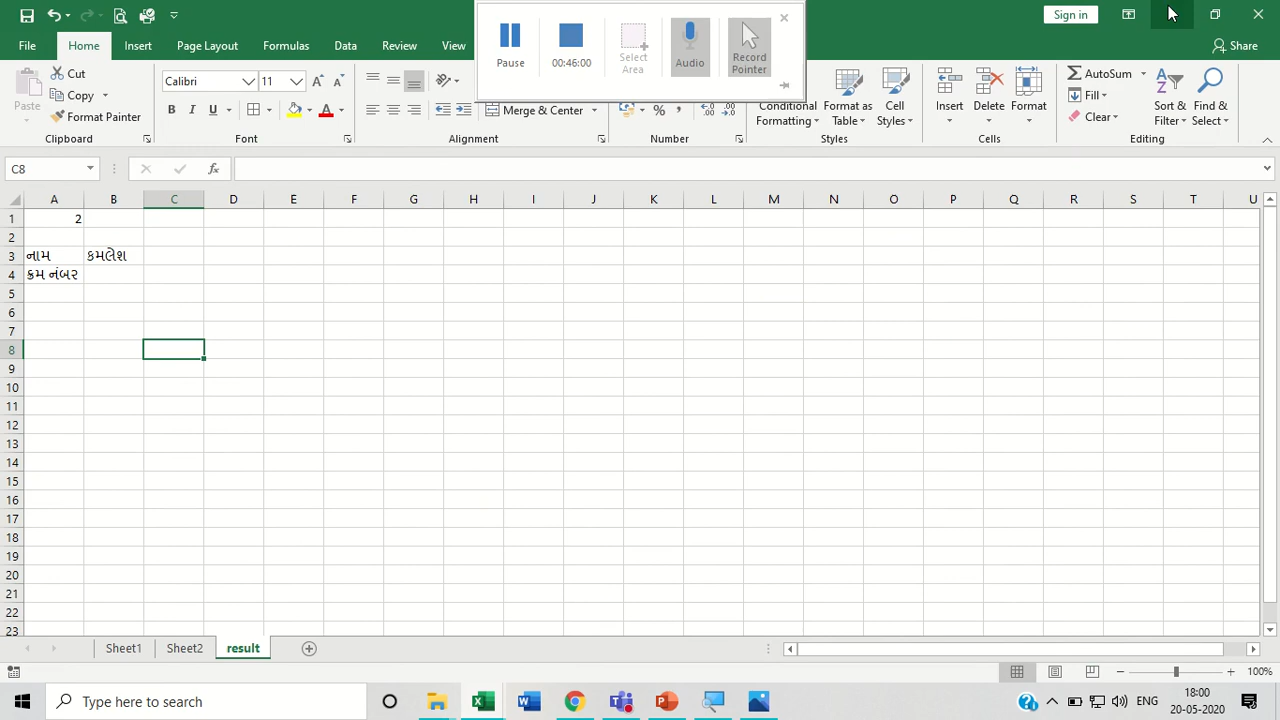 Sign in
File Home Insert Page Layout Formulas Data Review View
Share
Pause 00:46:00 Select Area Audio Record Pointer
Paste Cut Copy Format Painter
Calibri 11
B I U
Merge & Center
%
Conditional Formatting Format as Table Cell Styles
Insert Delete Format
AutoSum Fill Clear
Sort & Filter Find & Select
Clipboard Font Alignment Number Styles Cells Editing
C8 fx
A B C D E F G H I J K L M N O P Q R S T U
1 2
2
3 નામ કમલેશ
4 ક્રમ નંબર
5
6
7
8
9
10
11
12
13
14
15
16
17
18
19
20
21
22
23
Sheet1 Sheet2 result
100%
Type here to search
ENG 18:00
20-05-2020